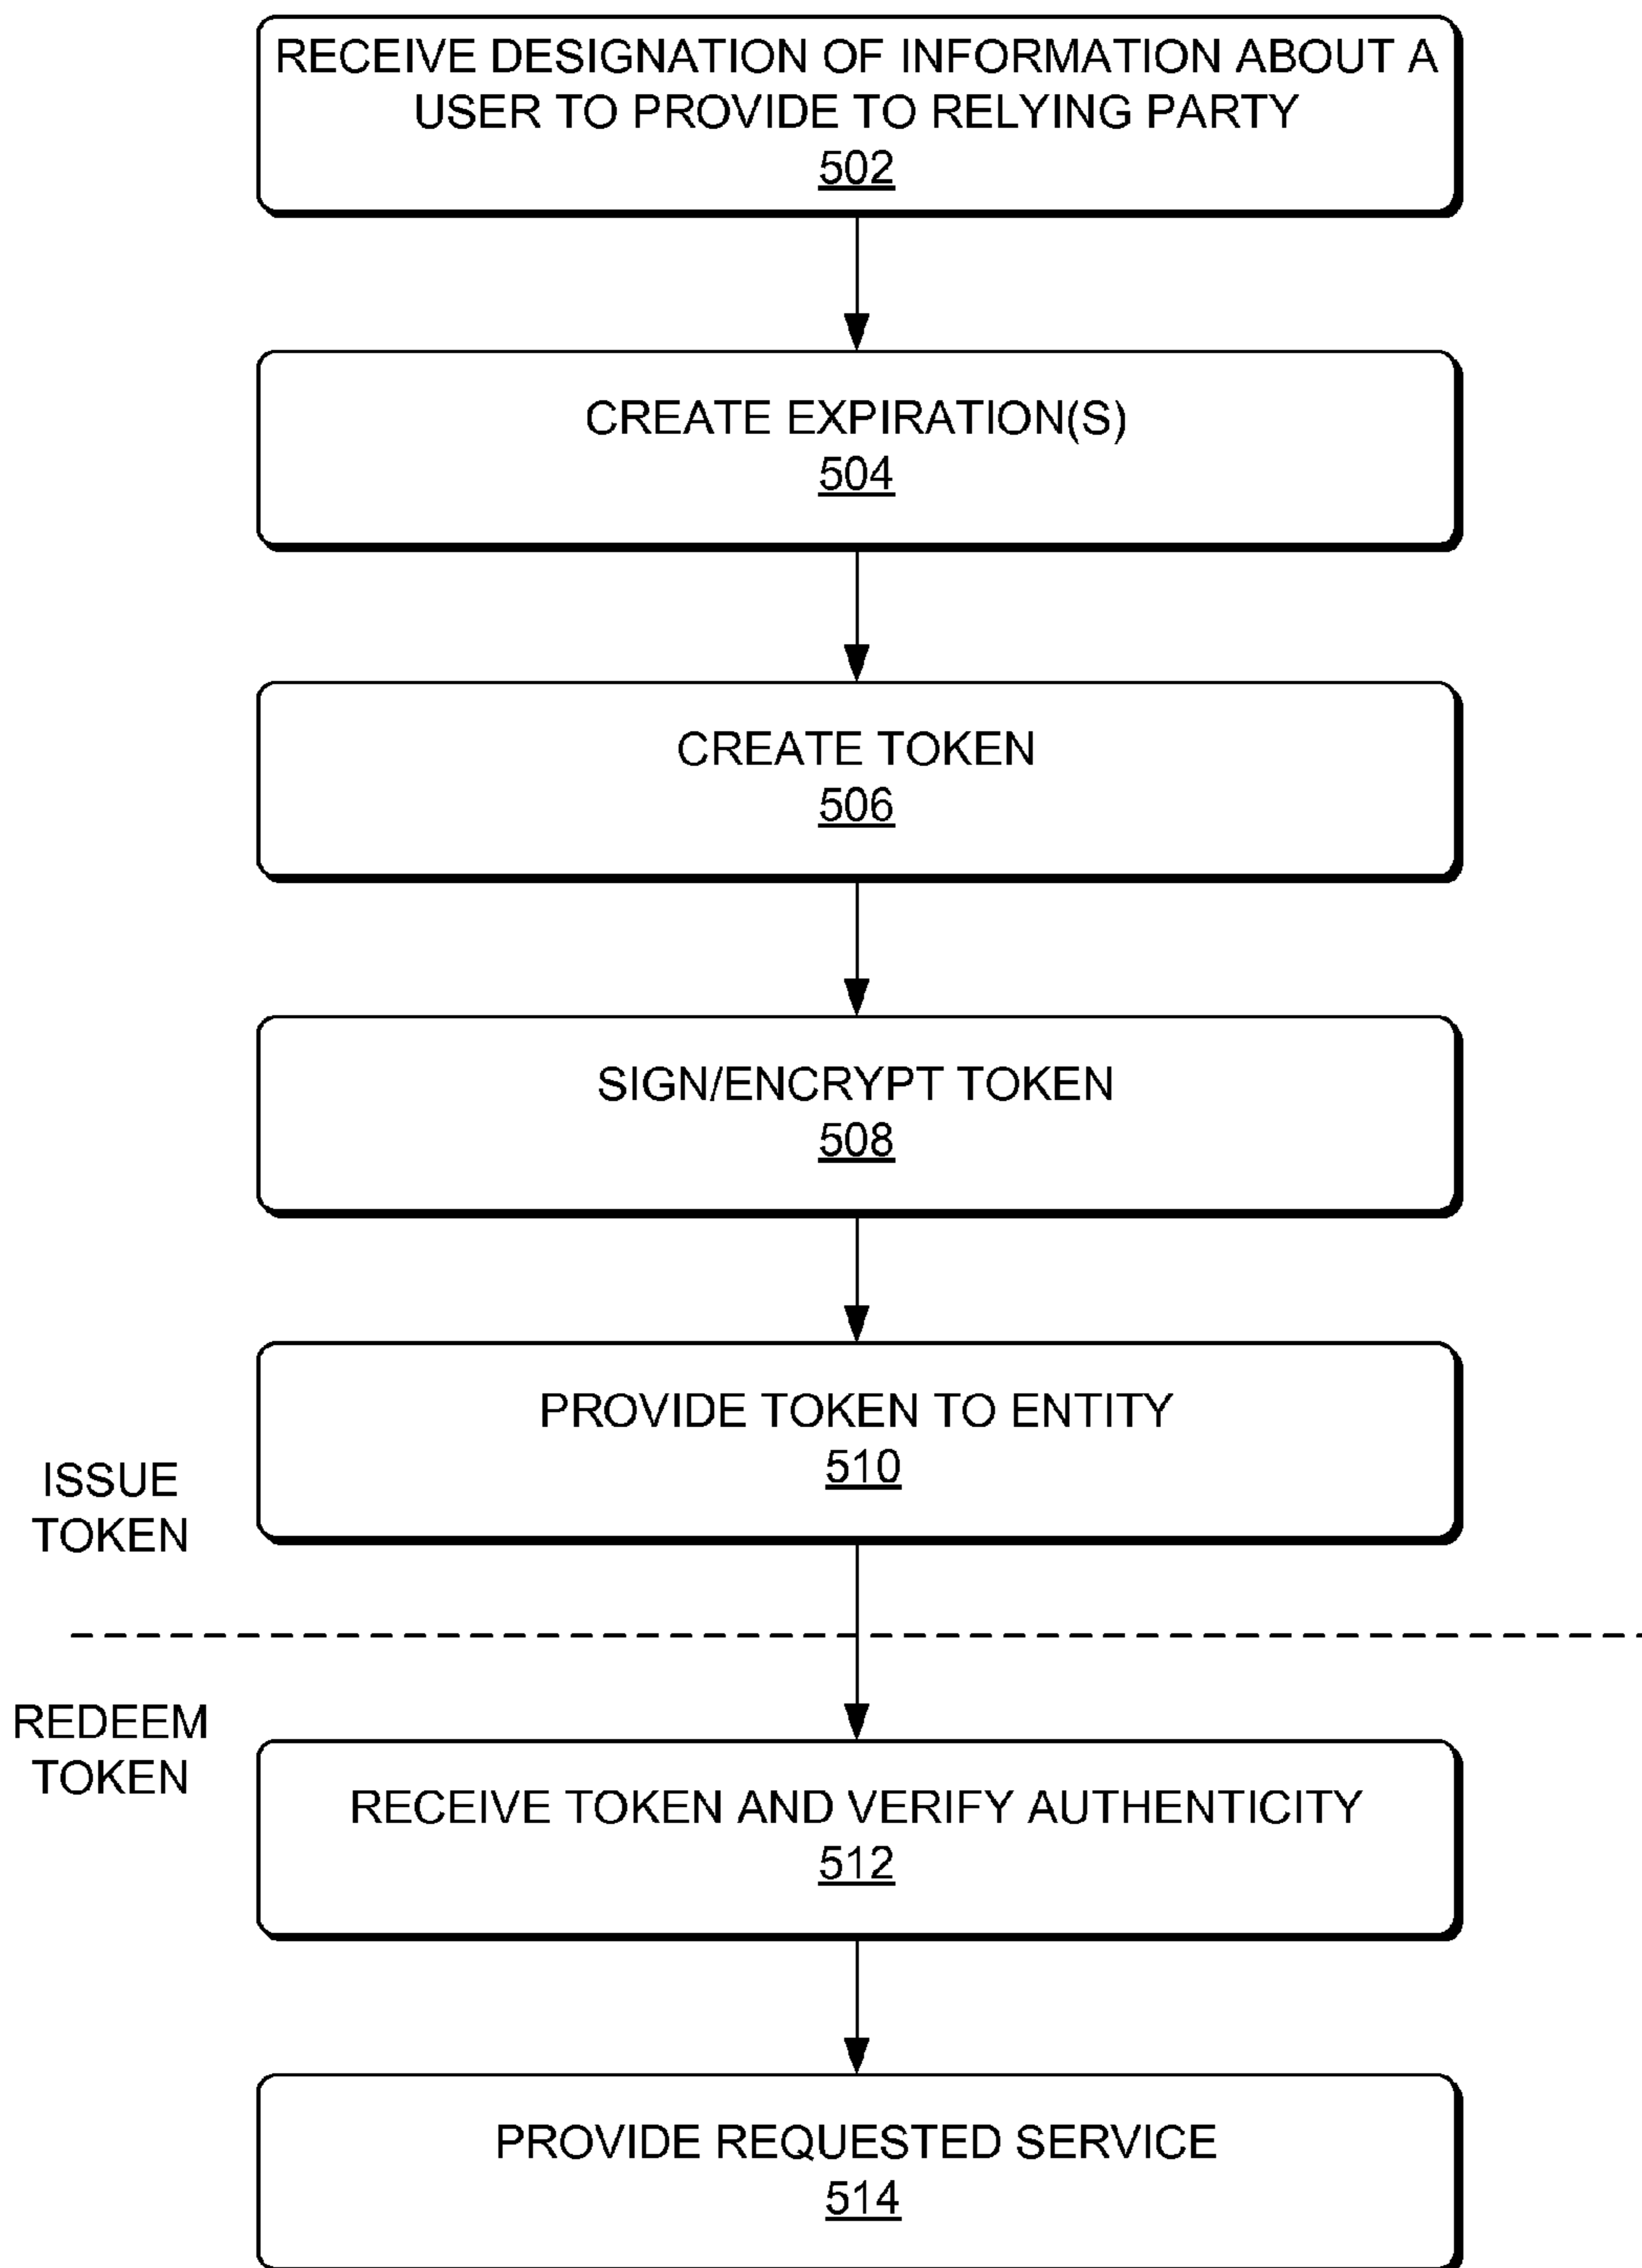 RECEIVE DESIGNATION OF INFORMATION ABOUT A
USER TO PROVIDE TO RELYING PARTY
502
CREATE EXPIRATION(S)
504
CREATE TOKEN
506
SIGN/ENCRYPT TOKEN
508
PROVIDE TOKEN TO ENTITY
510
ISSUE
TOKEN
REDEEM
TOKEN
RECEIVE TOKEN AND VERIFY AUTHENTICITY
512
PROVIDE REQUESTED SERVICE
514